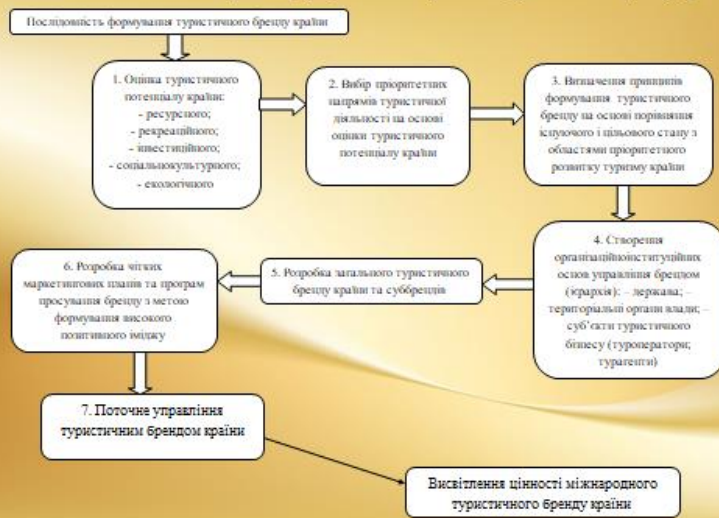 Послідовність формування туристичного бренду країни
1. Оцінка туристичного
потенціалу країни:
- ресурсного;
- рекреаційного;
- інвестиційного;
- соціальнокультурного;
- екологічного
2. Вибір пріоритетних
напрямів туристичної
діяльності на основі
оцінки туристичного
потенціалу країни
3. Визначення принципів
формування туристичного
бренду на основі порівняння
існуючого і цільового стану з
областями пріоритетного
розвитку туризму країни
4. Створення
організаційноінституційних
основ управління брендом
(ієрархія): – держава; –
територіальні органи влади; –
суб’єкти туристичного
бізнесу (туроператори;
турагенти)
5. Розробка загального туристичного
бренду країни та суббрендів
6. Розробка чітких
маркетингових планів та програм
просування бренду з метою
формування високого
позитивного іміджу
7. Поточне управління
туристичним брендом країни
Висвітлення цінності міжнародного
туристичного бренду країни